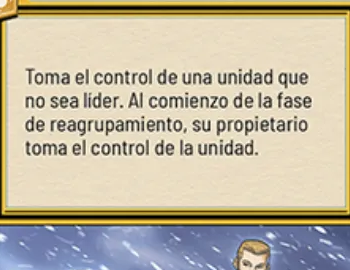 Toma el control de una unidad que
no sea líder. Al comienzo de la fase
de reagrupamiento, su propietario
toma el control de la unidad.